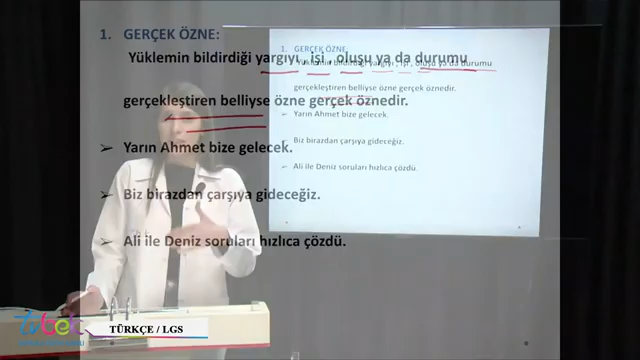 1. GERÇEK ÖZNE:
Yüklemin bildirdiği yargıyı , işi , oluşu ya da durumu
gerçekleştiren belliyse özne gerçek öznedir.
➢ Yarın Ahmet bize gelecek.
➢ Biz birazdan çarşıya gideceğiz.
➢ Ali ile Deniz soruları hızlıca çözdü.
1. GERÇEK ÖZNE
Yüklemin bildirdiği yargıyı , işi , oluşu ya da durumu
gerçekleştiren belliyse özne gerçek öznedir.
Yarın Ahmet bize gelecek.
Biz birazdan çarşıya gideceğiz.
Ali ile Deniz soruları hızlıca çözdü.
TÜRKÇE / LGS